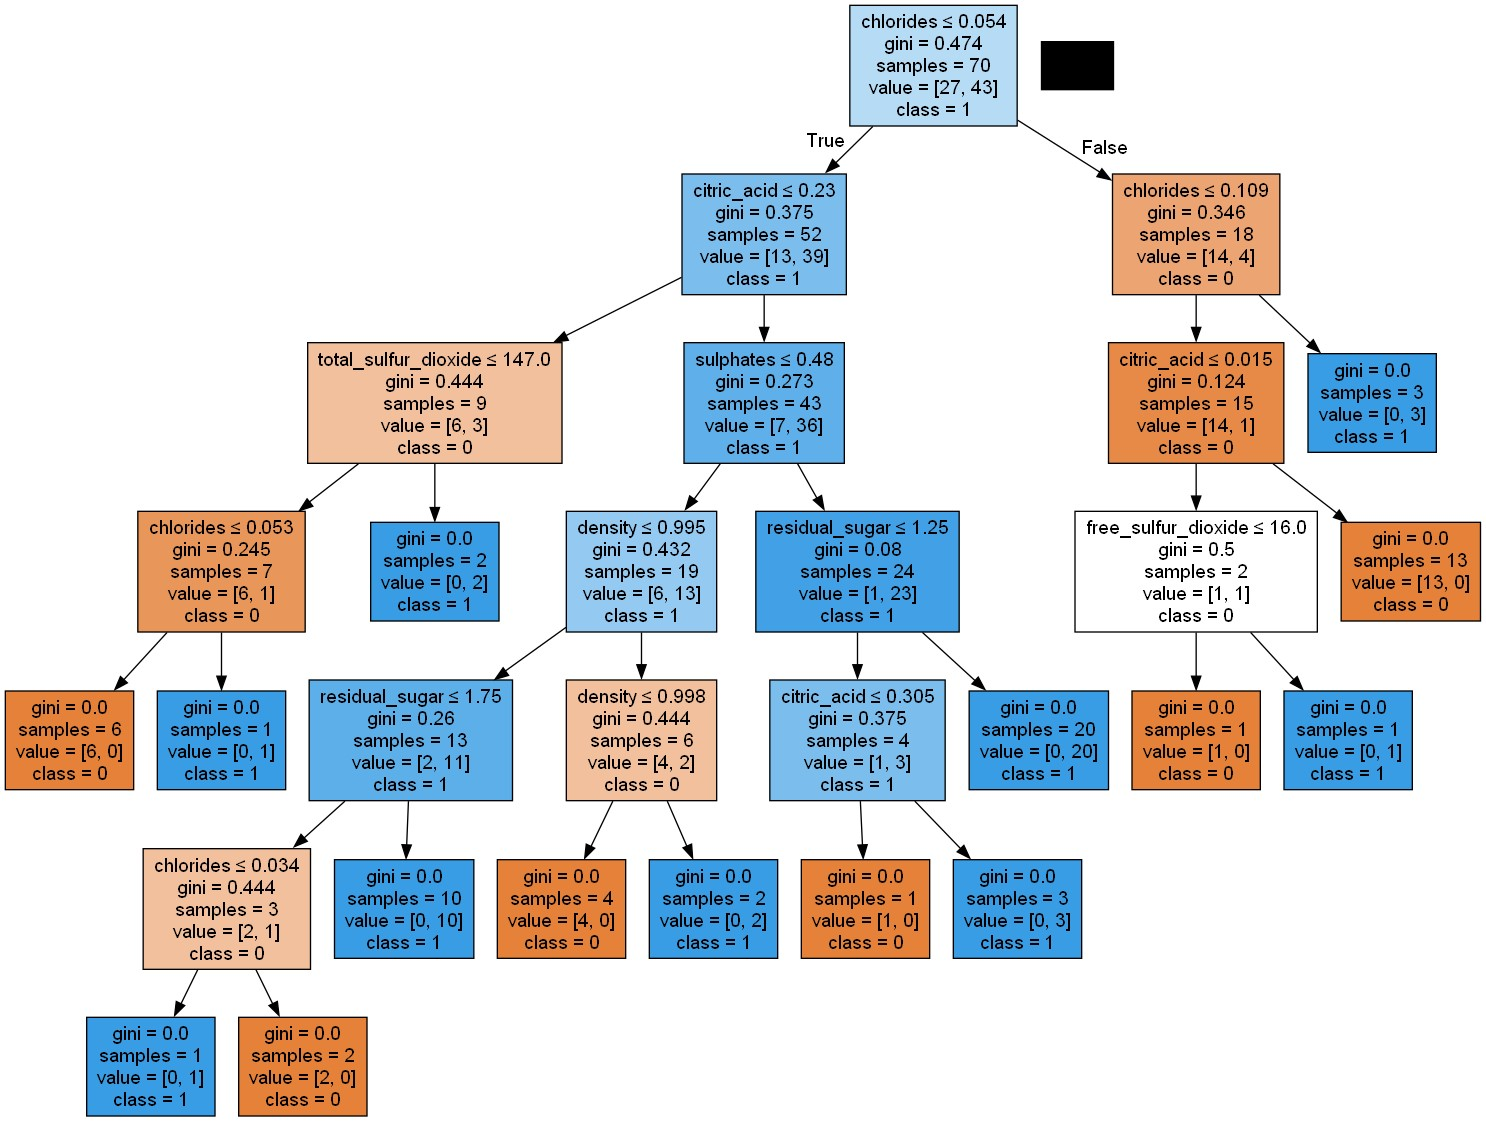 chlorides ≤ 0.054
gini = 0.474
samples = 70
value = [27, 43]
class = 1
True
False
citric_acid ≤ 0.23
gini = 0.375
samples = 52
value = [13, 39]
class = 1
chlorides ≤ 0.109
gini = 0.346
samples = 18
value = [14, 4]
class = 0
total_sulfur_dioxide ≤ 147.0
gini = 0.444
samples = 9
value = [6, 3]
class = 0
sulphates ≤ 0.48
gini = 0.273
samples = 43
value = [7, 36]
class = 1
citric_acid ≤ 0.015
gini = 0.124
samples = 15
value = [14, 1]
class = 0
gini = 0.0
samples = 3
value = [0, 3]
class = 1
chlorides ≤ 0.053
gini = 0.245
samples = 7
value = [6, 1]
class = 0
gini = 0.0
samples = 2
value = [0, 2]
class = 1
density ≤ 0.995
gini = 0.432
samples = 19
value = [6, 13]
class = 1
residual_sugar ≤ 1.25
gini = 0.08
samples = 24
value = [1, 23]
class = 1
free_sulfur_dioxide ≤ 16.0
gini = 0.5
samples = 2
value = [1, 1]
class = 0
gini = 0.0
samples = 13
value = [13, 0]
class = 0
gini = 0.0
samples = 6
value = [6, 0]
class = 0
gini = 0.0
samples = 1
value = [0, 1]
class = 1
residual_sugar ≤ 1.75
gini = 0.26
samples = 13
value = [2, 11]
class = 1
density ≤ 0.998
gini = 0.444
samples = 6
value = [4, 2]
class = 0
citric_acid ≤ 0.305
gini = 0.375
samples = 4
value = [1, 3]
class = 1
gini = 0.0
samples = 20
value = [0, 20]
class = 1
gini = 0.0
samples = 1
value = [1, 0]
class = 0
gini = 0.0
samples = 1
value = [0, 1]
class = 1
chlorides ≤ 0.034
gini = 0.444
samples = 3
value = [2, 1]
class = 0
gini = 0.0
samples = 10
value = [0, 10]
class = 1
gini = 0.0
samples = 4
value = [4, 0]
class = 0
gini = 0.0
samples = 2
value = [0, 2]
class = 1
gini = 0.0
samples = 1
value = [1, 0]
class = 0
gini = 0.0
samples = 3
value = [0, 3]
class = 1
gini = 0.0
samples = 1
value = [0, 1]
class = 1
gini = 0.0
samples = 2
value = [2, 0]
class = 0